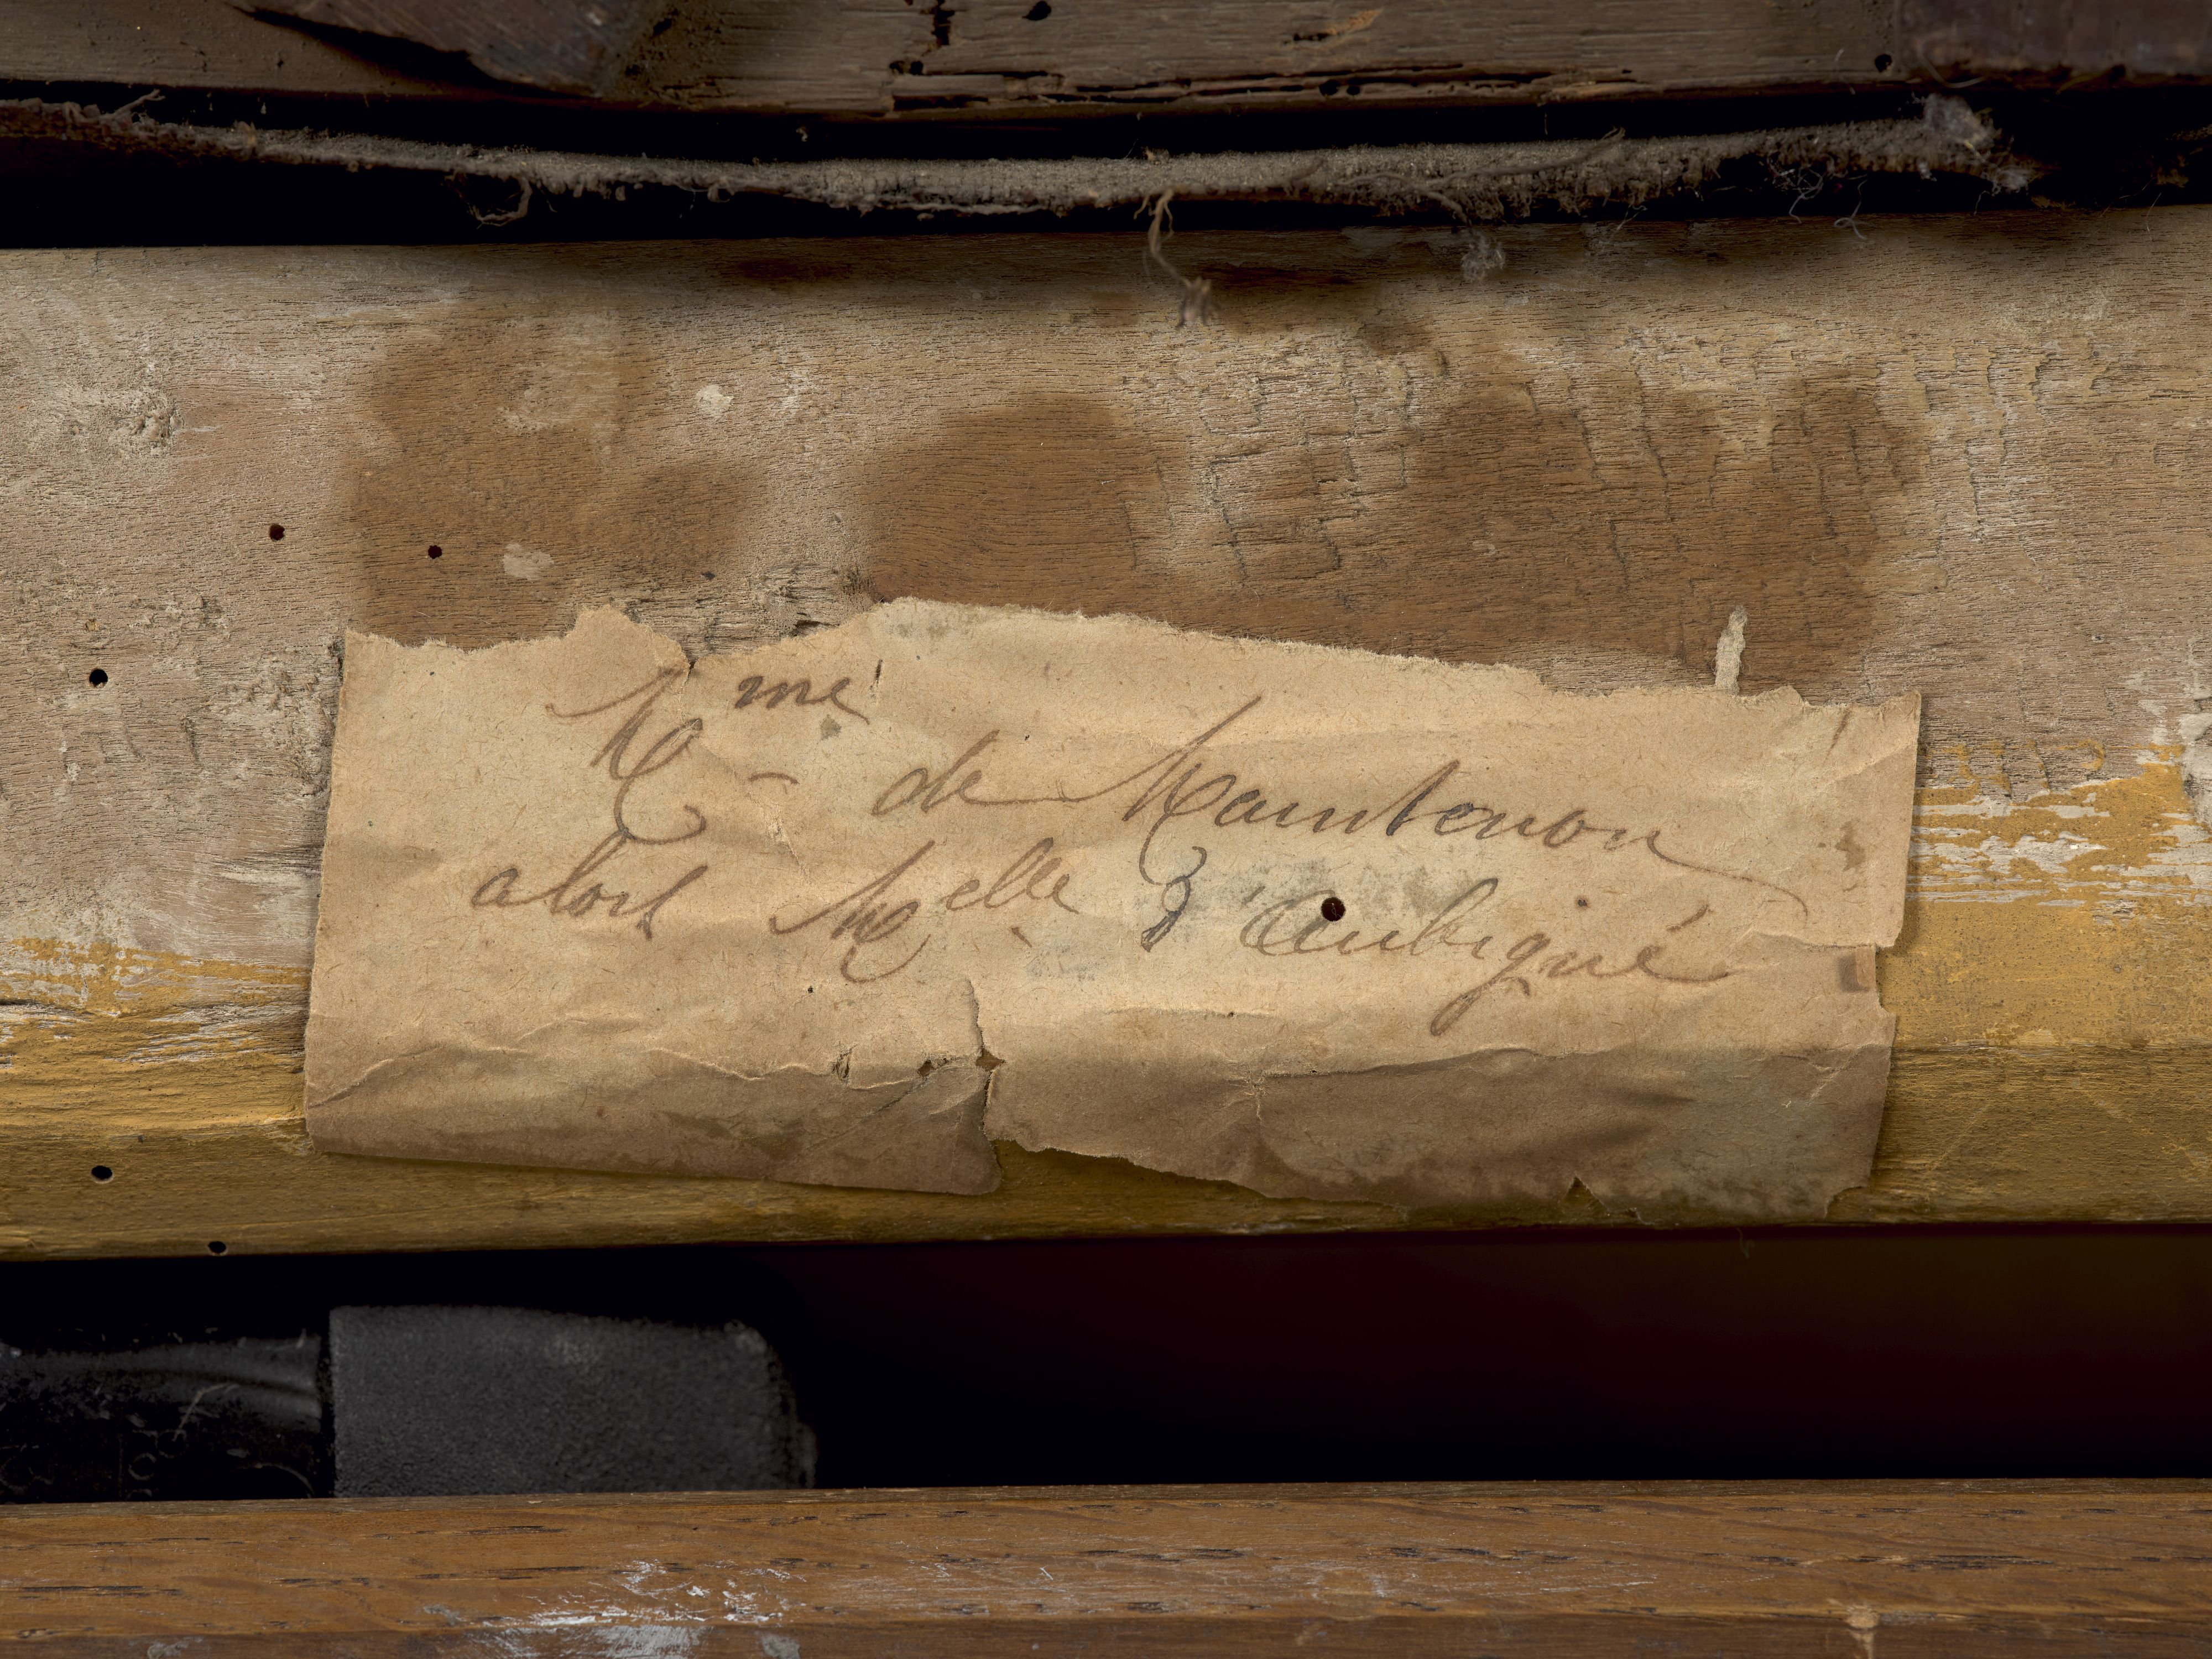 Mme de Maintenon
alors Melle d'Aubigné